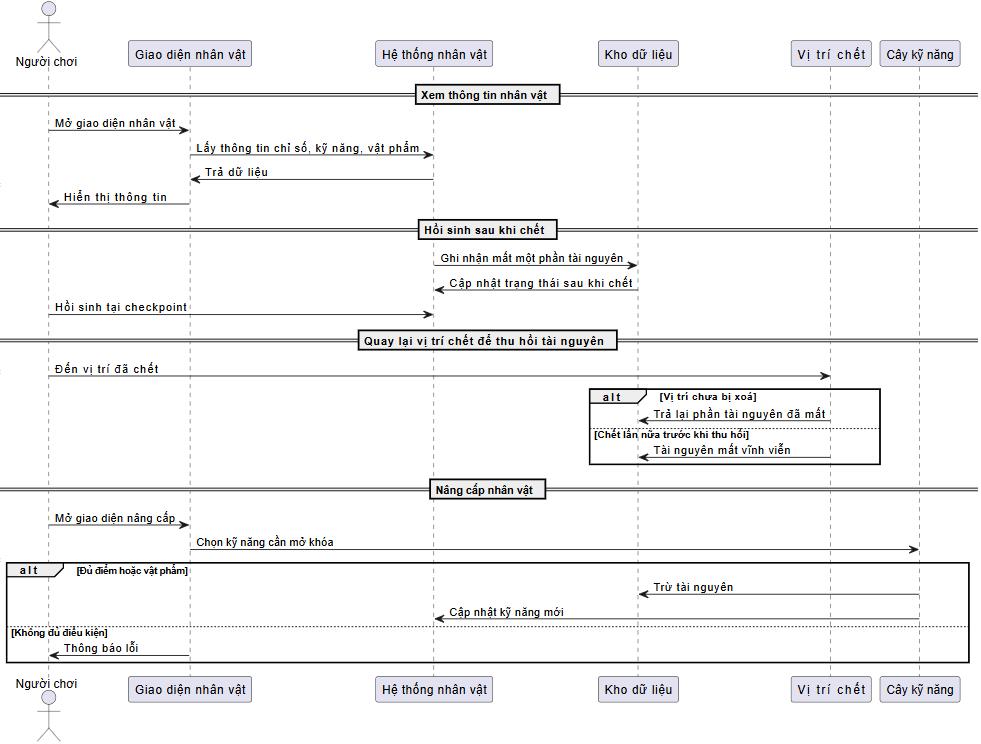 Người chơi
Giao diện nhân vật
Hệ thống nhân vật
Kho dữ liệu
Vị trí chết
Cây kỹ năng
Xem thông tin nhân vật
Mở giao diện nhân vật
Lấy thông tin chỉ số, kỹ năng, vật phẩm
Trả dữ liệu
Hiển thị thông tin
Hồi sinh sau khi chết
Ghi nhận mất một phần tài nguyên
Cập nhật trạng thái sau khi chết
Hồi sinh tại checkpoint
Quay lại vị trí chết để thu hồi tài nguyên
Đến vị trí đã chết
alt [Vị trí chưa bị xoá]
Trả lại phần tài nguyên đã mất
[Chết lần nữa trước khi thu hồi]
Tài nguyên mất vĩnh viễn
Nâng cấp nhân vật
Mở giao diện nâng cấp
Chọn kỹ năng cần mở khóa
alt [Đủ điểm hoặc vật phẩm]
Trừ tài nguyên
Cập nhật kỹ năng mới
[Không đủ điều kiện]
Thông báo lỗi
Người chơi
Giao diện nhân vật
Hệ thống nhân vật
Kho dữ liệu
Vị trí chết
Cây kỹ năng